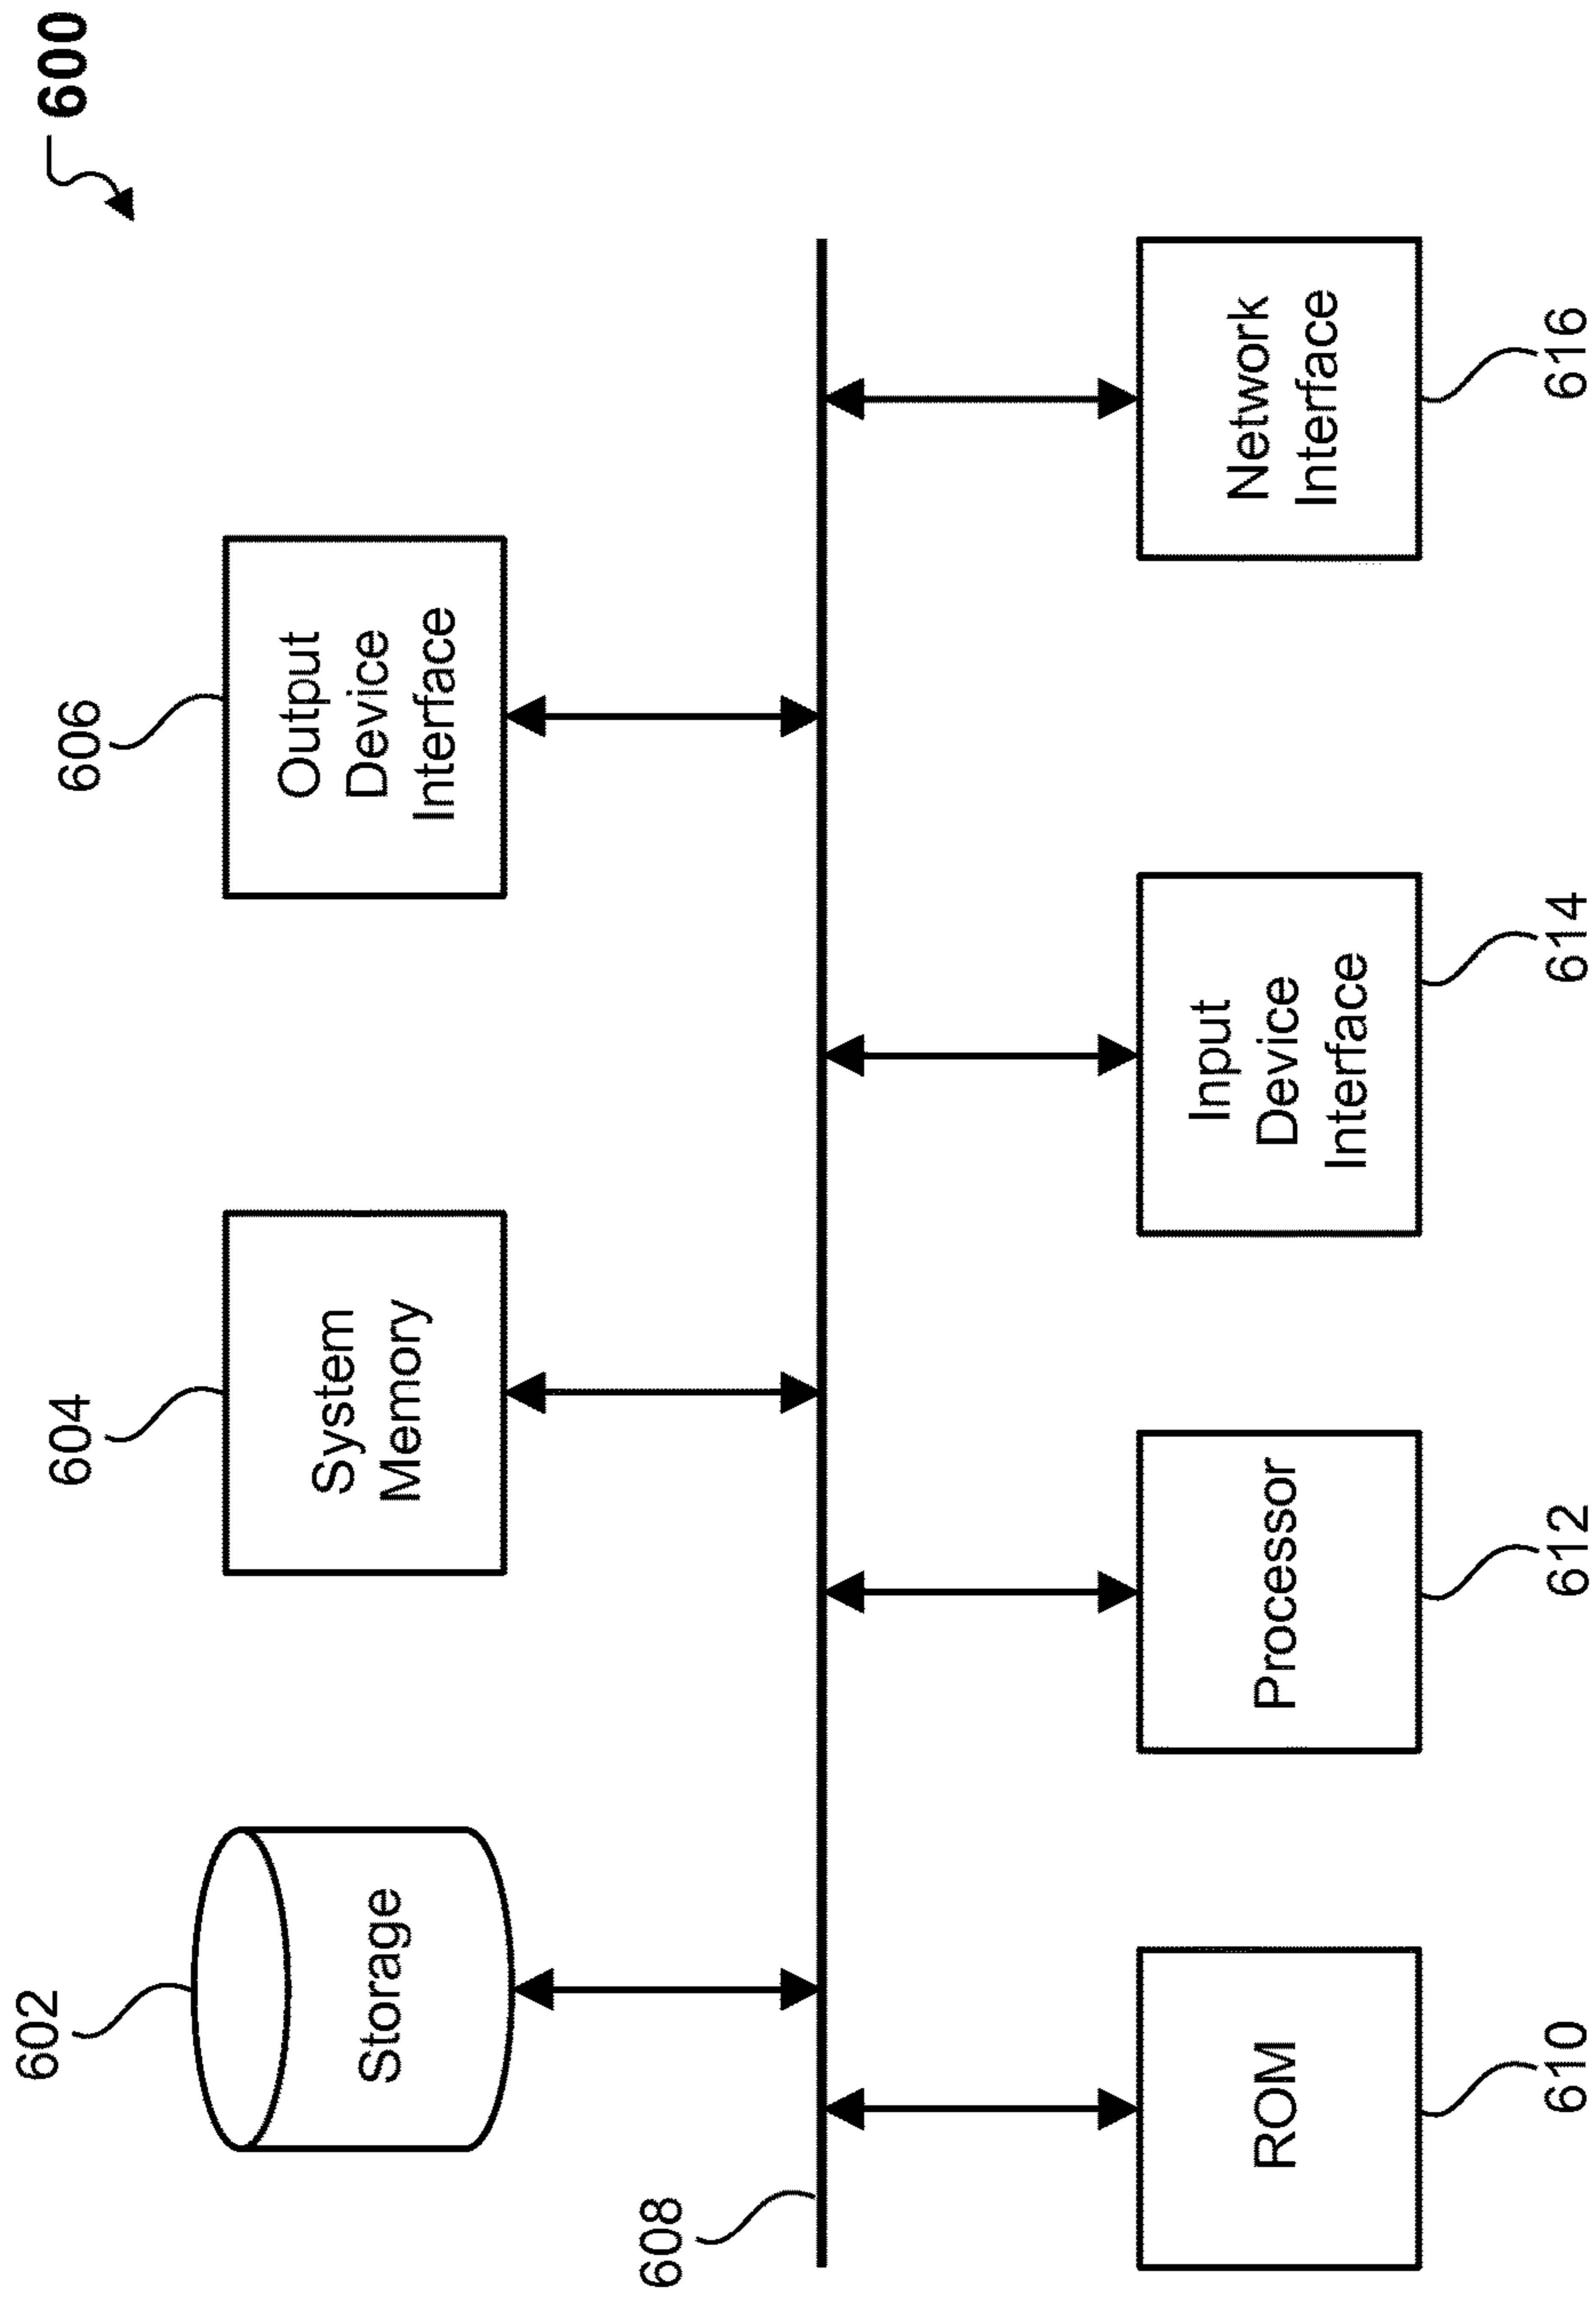 600
602
604
606
Storage
System
Memory
Output
Device
Interface
608
ROM
Processor
Input
Device
Interface
Network
Interface
610
612
614
616